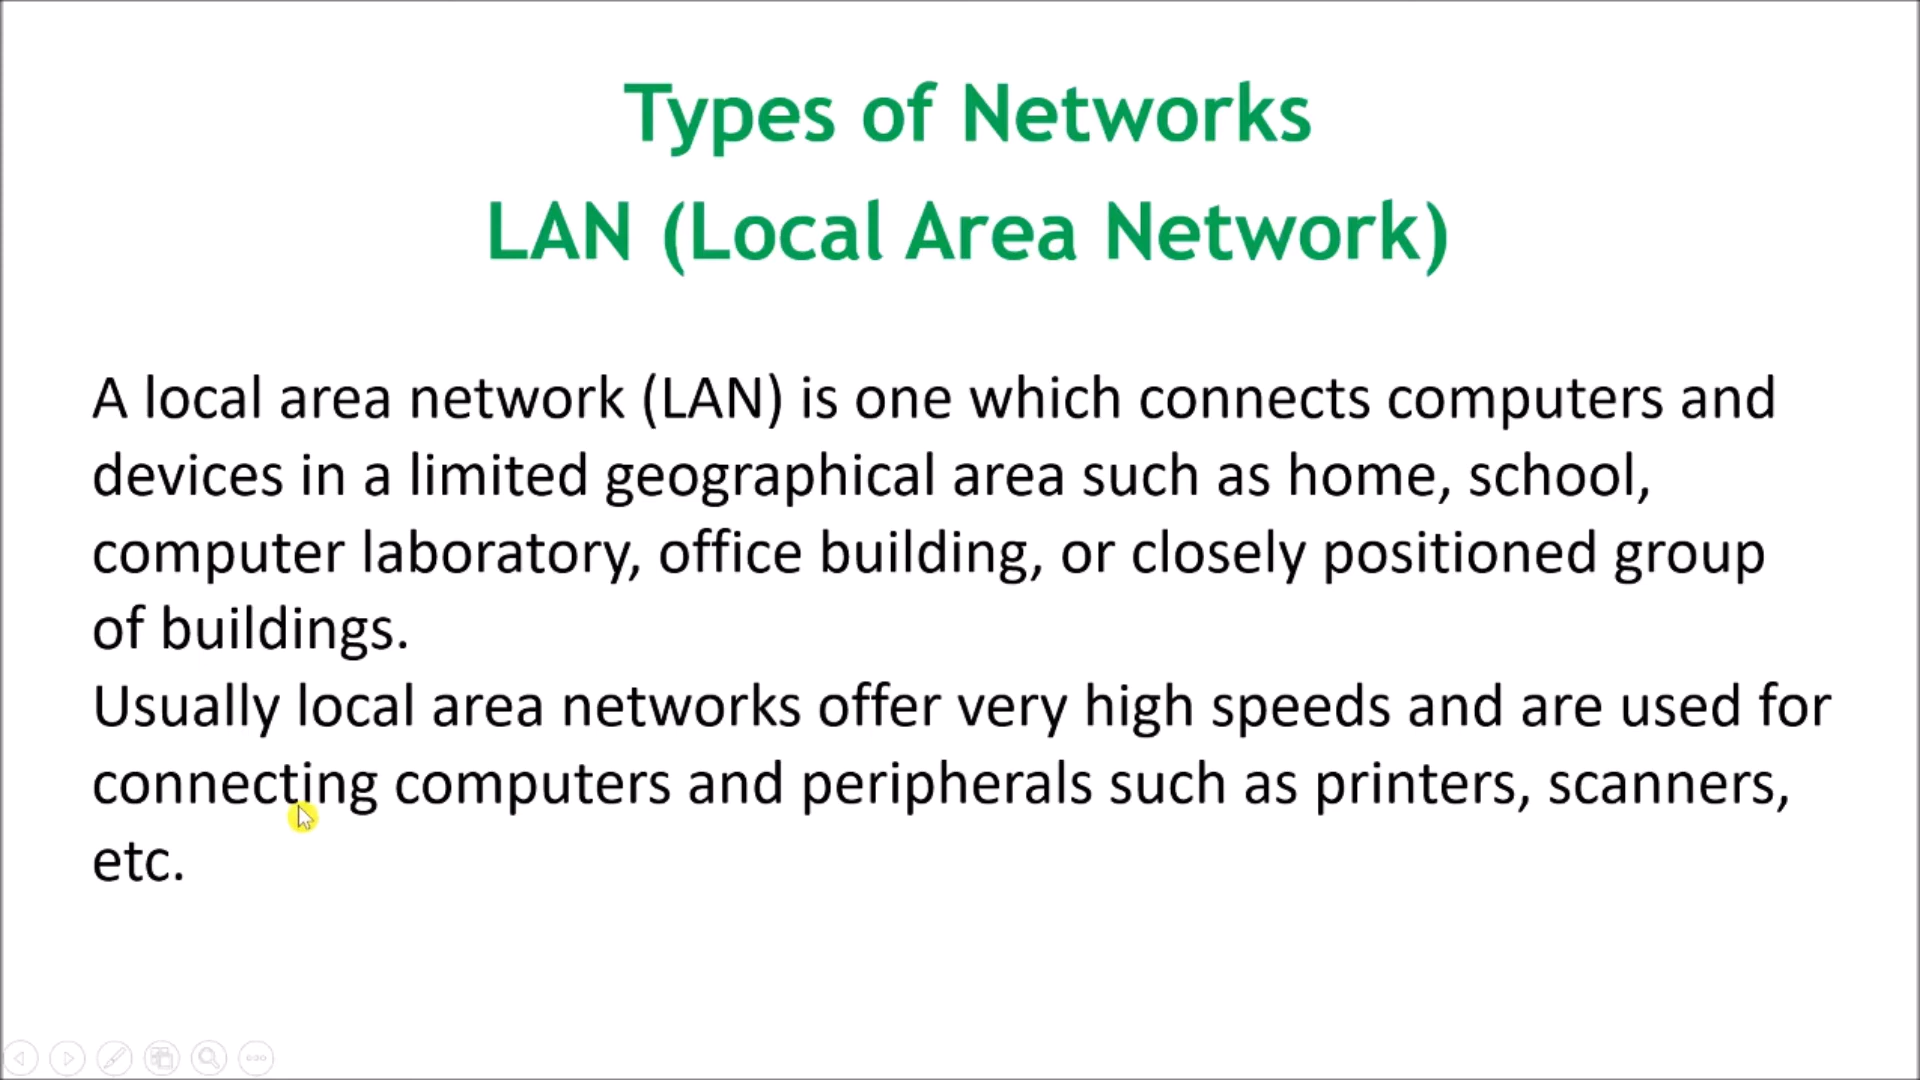 Types of Networks
LAN (Local Area Network)
A local area network (LAN) is one which connects computers and
devices in a limited geographical area such as home, school,
computer laboratory, office building, or closely positioned group
of buildings.
Usually local area networks offer very high speeds and are used for
connecting computers and peripherals such as printers, scanners,
etc.